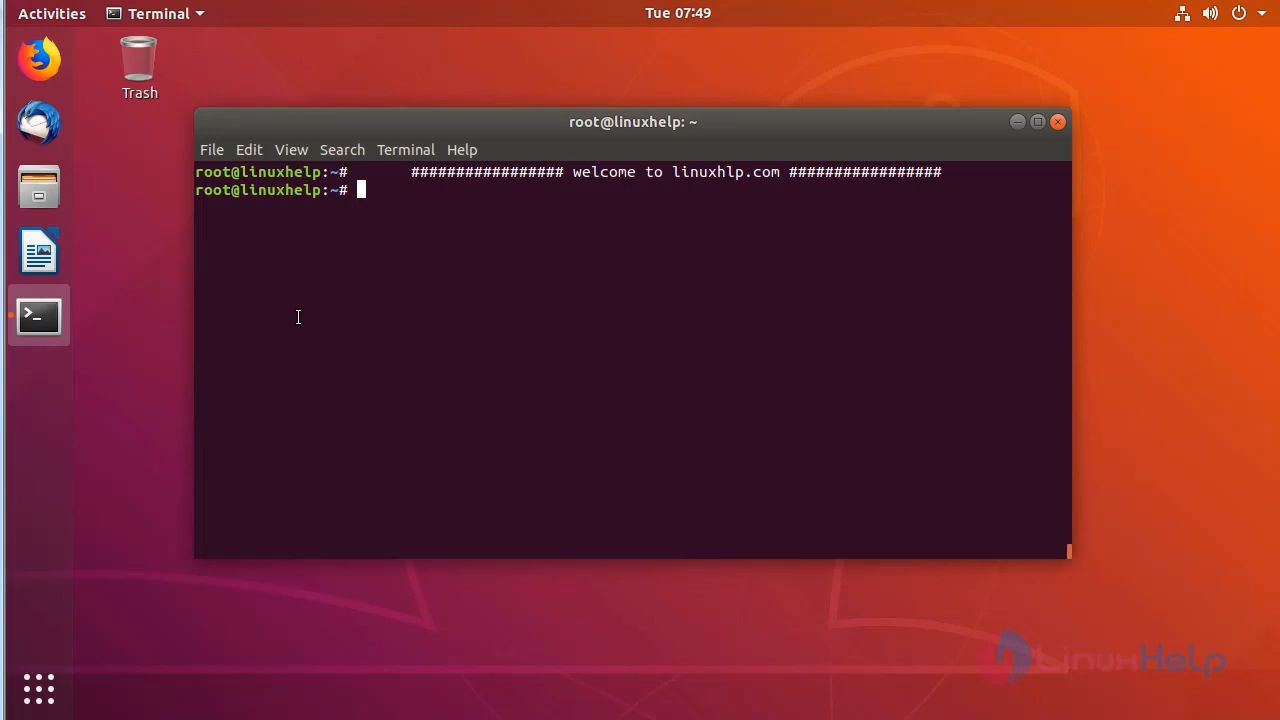 Activities Terminal Tue 07:49
Trash
root@linuxhelp: ~
File Edit View Search Terminal Help
root@linuxhelp:~# ################# welcome to linuxhlp.com #################
root@linuxhelp:~#
LinuxHelp